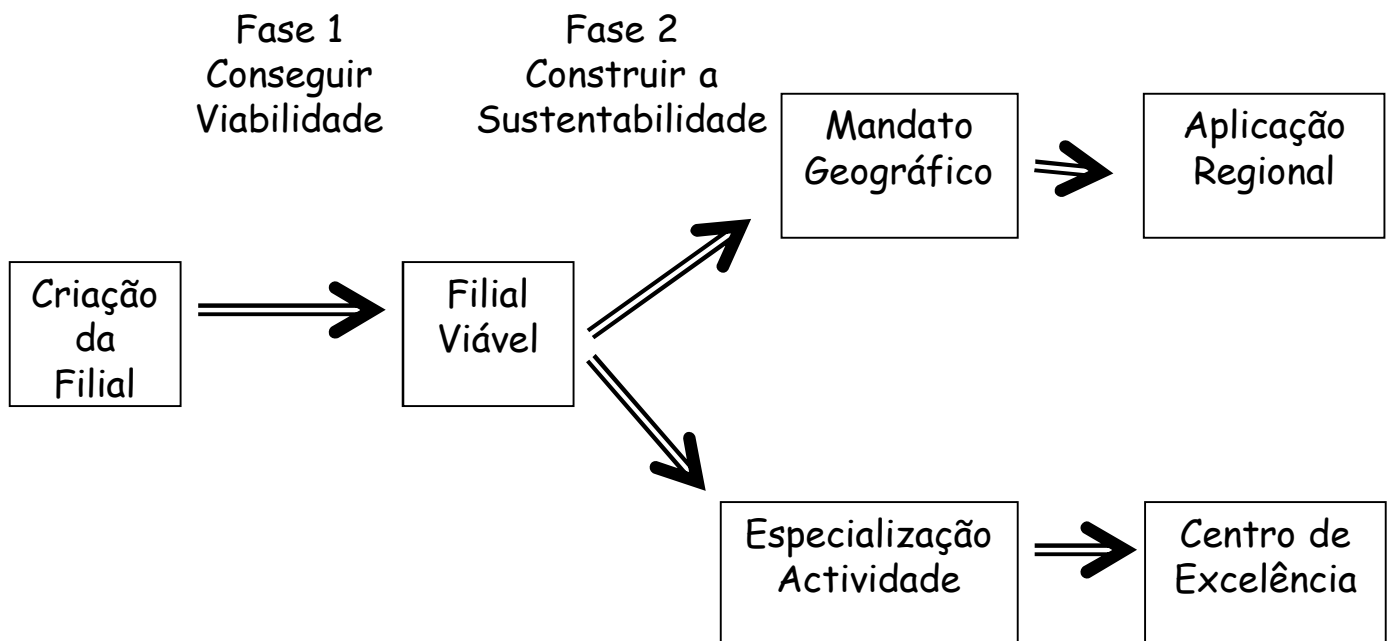 Fase 1
Conseguir
Viabilidade
Fase 2
Construir a
Sustentabilidade
Mandato
Geográfico
Aplicação
Regional
Criação
da
Filial
Filial
Viável
Especialização
Actividade
Centro de
Excelência